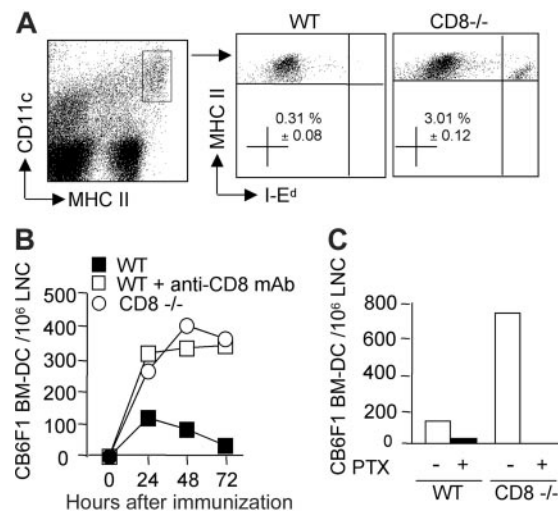 A
WT
CD8-/-
CD11c
MHC II
MHC II
0.31 %
± 0.08
3.01 %
± 0.12
I-Eᵈ
B
WT
WT + anti-CD8 mAb
CD8 -/-
CB6F1 BM-DC /10⁶ LNC
500
400
300
200
100
0
0 24 48 72
Hours after immunization
C
CB6F1 BM-DC /10⁶ LNC
800
600
400
200
0
PTX - + - +
WT CD8 -/-